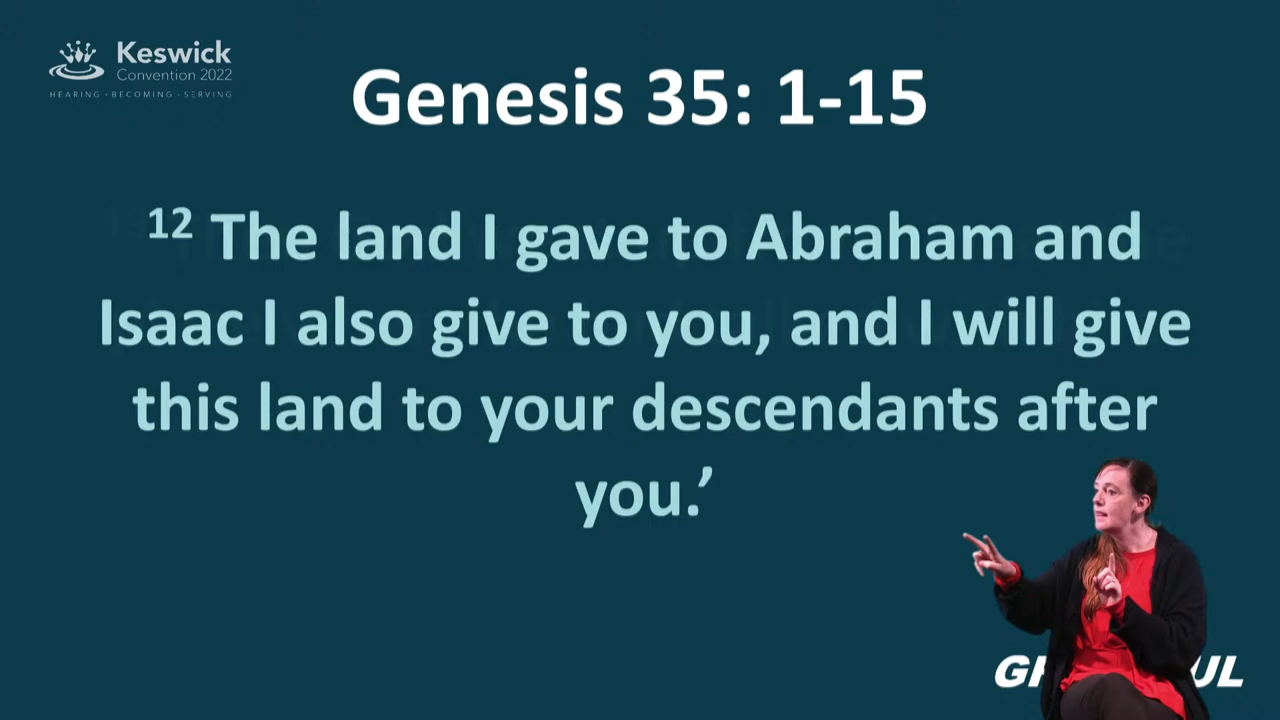 Keswick
Convention 2022
HEARING · BECOMING · SERVING
Genesis 35: 1-15
12 The land I gave to Abraham and
Isaac I also give to you, and I will give
this land to your descendants after
you.’